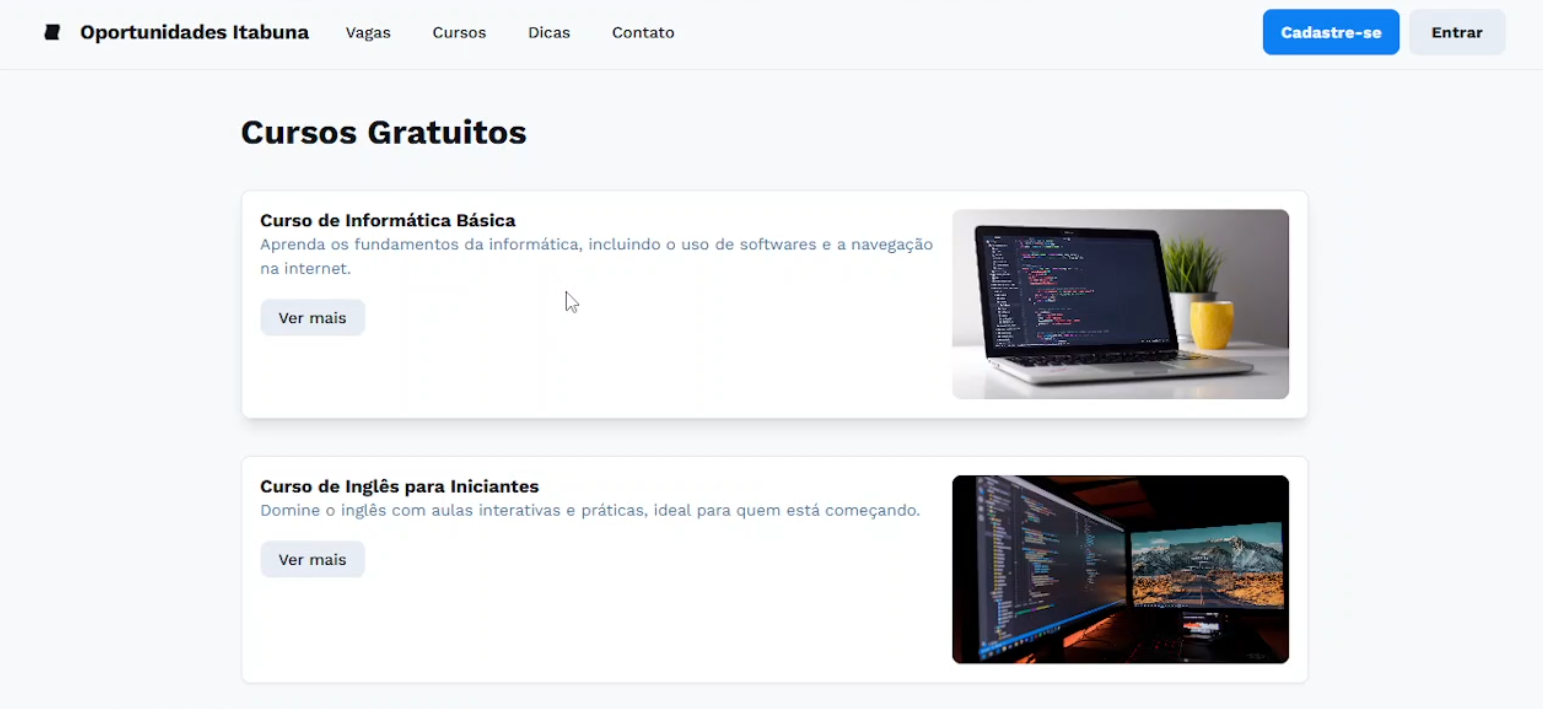 Oportunidades Itabuna Vagas Cursos Dicas Contato Cadastre-se Entrar
Cursos Gratuitos
Curso de Informática Básica
Aprenda os fundamentos da informática, incluindo o uso de softwares e a navegação
na internet.
Ver mais
Curso de Inglês para Iniciantes
Domine o inglês com aulas interativas e práticas, ideal para quem está começando.
Ver mais